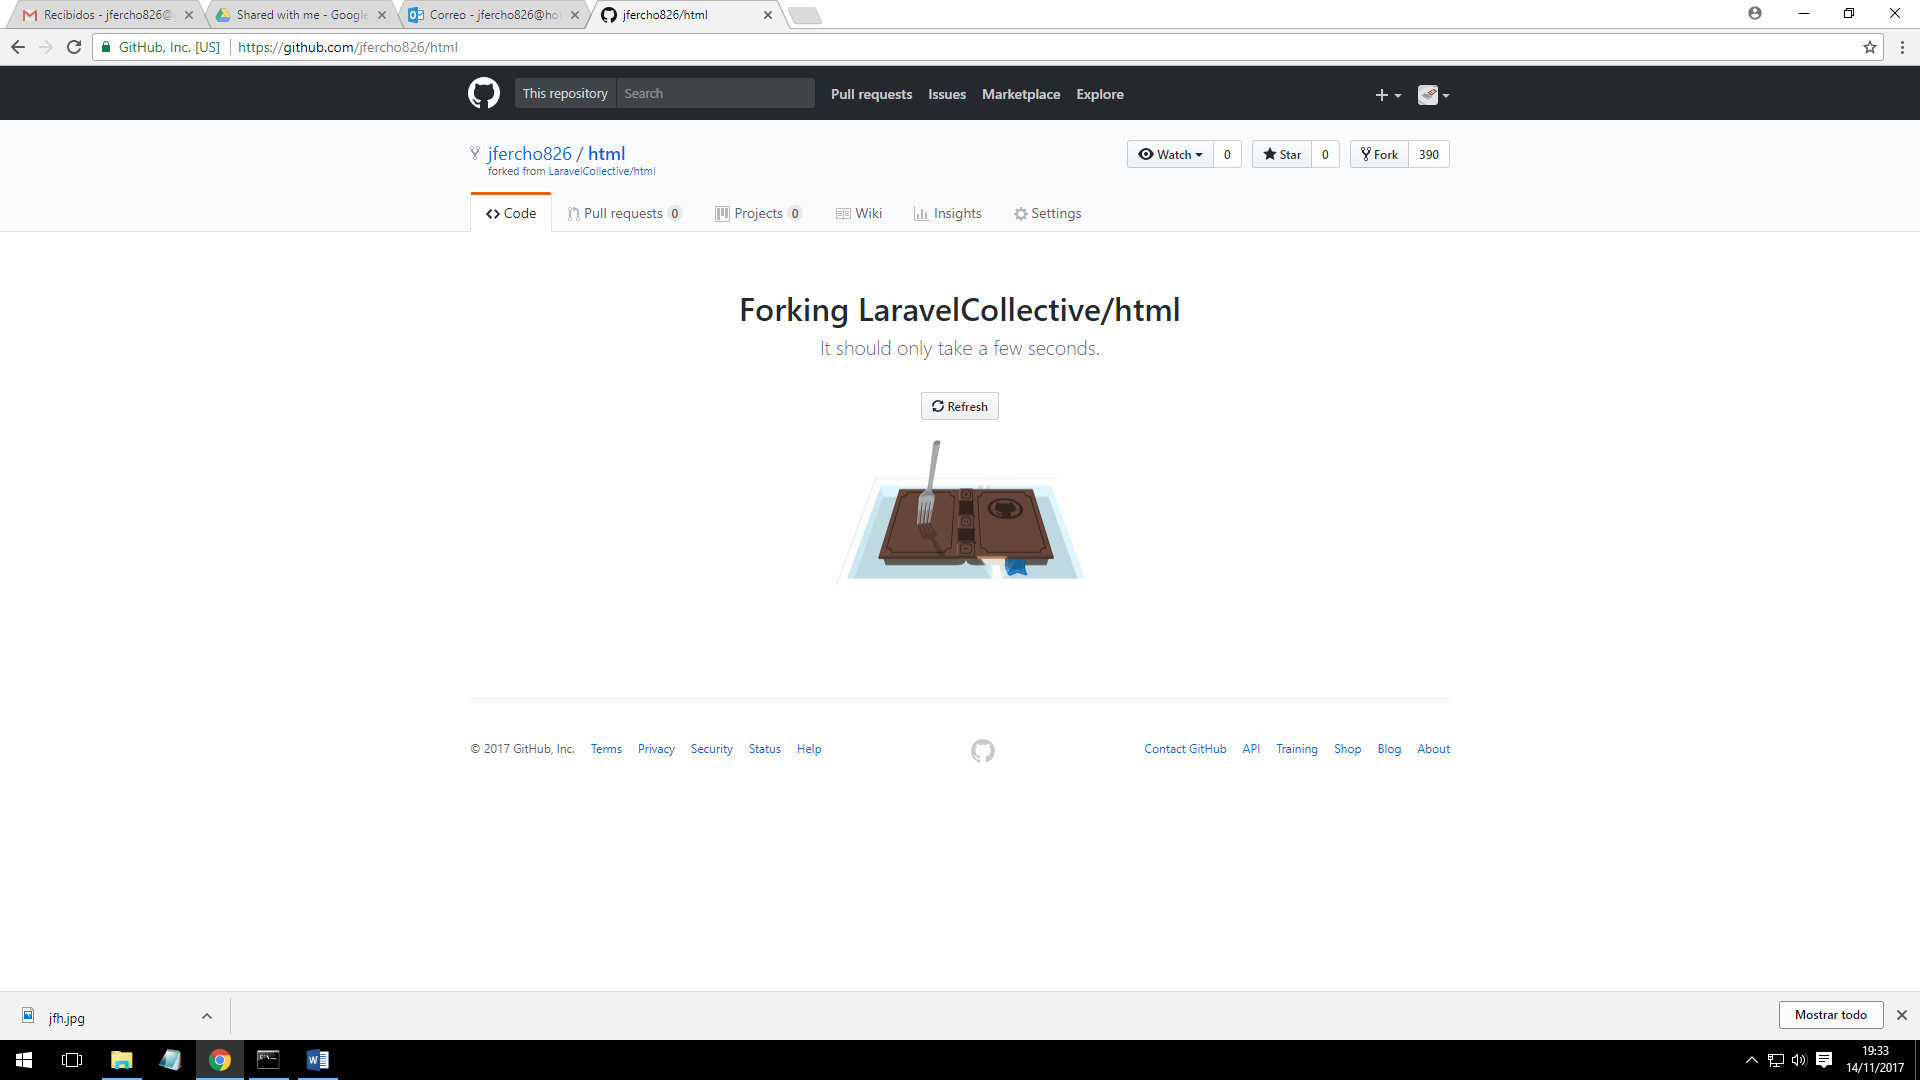 Recibidos - jfercho826@
Shared with me - Google
Correo - jfercho826@ho
jfercho826/html
GitHub, Inc. [US]
https://github.com/jfercho826/html
This repository
Search
Pull requests
Issues
Marketplace
Explore
jfercho826 / html
forked from LaravelCollective/html
Watch
0
Star
0
Fork
390
Code
Pull requests 0
Projects 0
Wiki
Insights
Settings
Forking LaravelCollective/html
It should only take a few seconds.
Refresh
© 2017 GitHub, Inc.
Terms
Privacy
Security
Status
Help
Contact GitHub
API
Training
Shop
Blog
About
jfh.jpg
Mostrar todo
19:33
14/11/2017